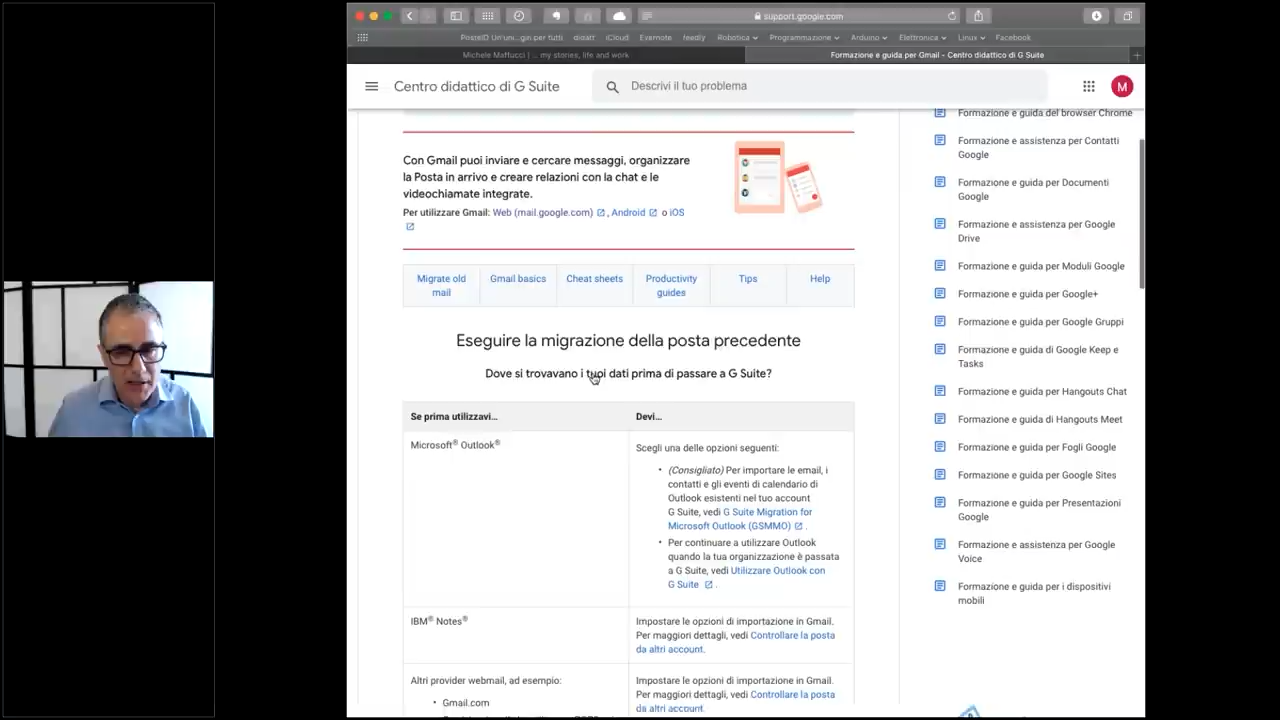 support.google.com
PosteID Un'uni...gin per tutti didatt iCloud Evernote feedly Robotica Programmazione Arduino Elettronica Linux Facebook
Michele Maffucci | ... my stories, life and work
Formazione e guida per Gmail - Centro didattico di G Suite
Centro didattico di G Suite
Descrivi il tuo problema
M
Con Gmail puoi inviare e cercare messaggi, organizzare
la Posta in arrivo e creare relazioni con la chat e le
videochiamate integrate.
Per utilizzare Gmail: Web (mail.google.com) , Android o iOS
Migrate old
mail
Gmail basics
Cheat sheets
Productivity
guides
Tips
Help
Eseguire la migrazione della posta precedente
Dove si trovavano i tuoi dati prima di passare a G Suite?
Se prima utilizzavi...
Devi...
Microsoft® Outlook®
Scegli una delle opzioni seguenti:
• (Consigliato) Per importare le email, i
contatti e gli eventi di calendario di
Outlook esistenti nel tuo account
G Suite, vedi G Suite Migration for
Microsoft Outlook (GSMMO) .
• Per continuare a utilizzare Outlook
quando la tua organizzazione è passata
a G Suite, vedi Utilizzare Outlook con
G Suite .
IBM® Notes®
Impostare le opzioni di importazione in Gmail.
Per maggiori dettagli, vedi Controllare la posta
da altri account.
Altri provider webmail, ad esempio:
• Gmail.com
Impostare le opzioni di importazione in Gmail.
Per maggiori dettagli, vedi Controllare la posta
da altri account.
Formazione e guida del browser Chrome
Formazione e assistenza per Contatti
Google
Formazione e guida per Documenti
Google
Formazione e assistenza per Google
Drive
Formazione e guida per Moduli Google
Formazione e guida per Google+
Formazione e guida per Google Gruppi
Formazione e guida di Google Keep e
Tasks
Formazione e guida per Hangouts Chat
Formazione e guida di Hangouts Meet
Formazione e guida per Fogli Google
Formazione e guida per Google Sites
Formazione e guida per Presentazioni
Google
Formazione e assistenza per Google
Voice
Formazione e guida per i dispositivi
mobili